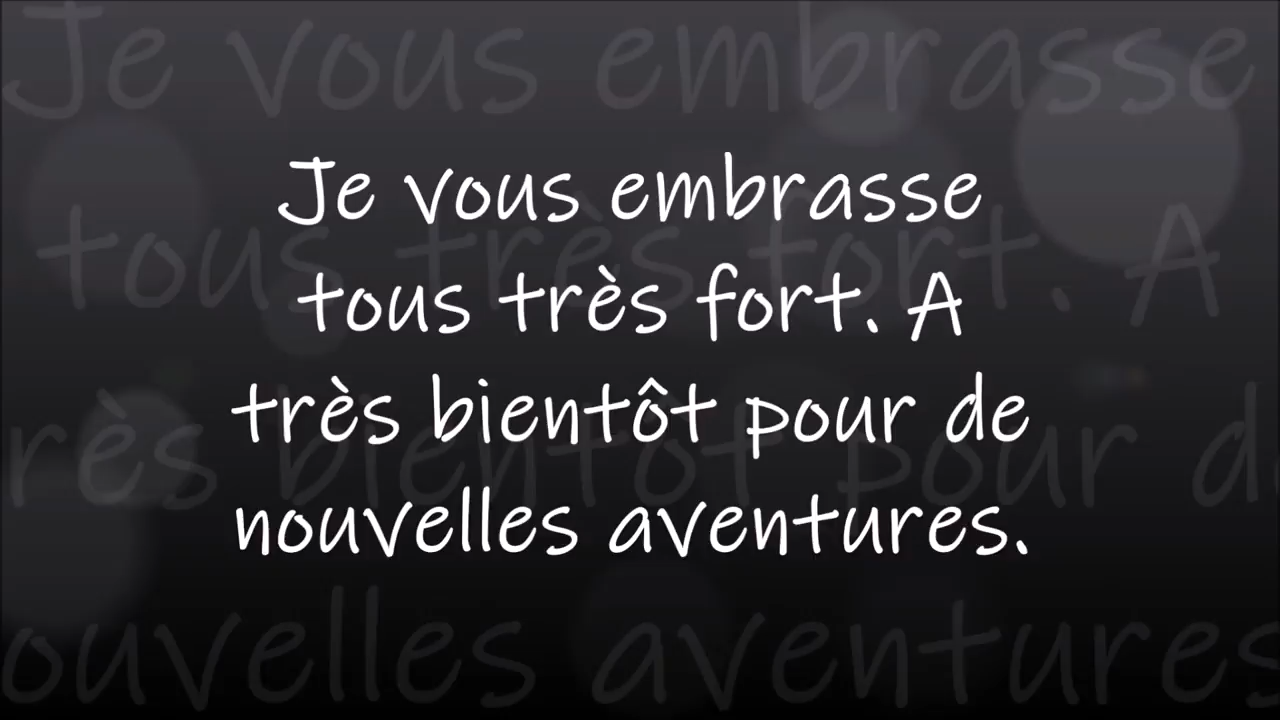 Je vous embrasse
tous très fort. A
très bientôt pour de
nouvelles aventures.